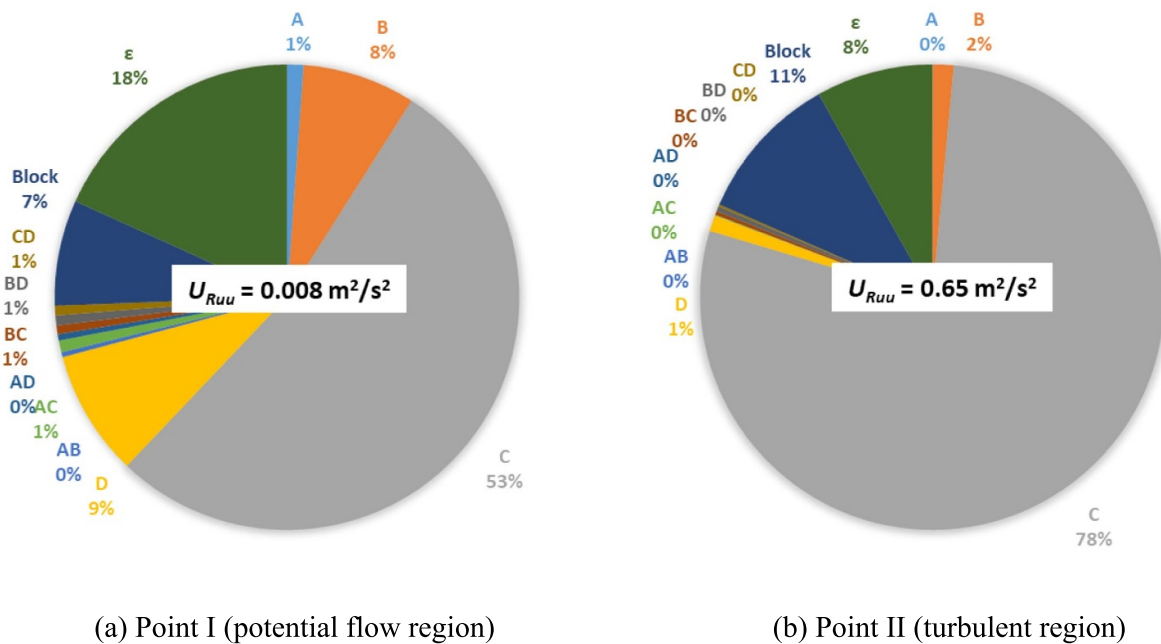 A
1%
B
8%
ε
18%
Block
7%
CD
1%
BD
1%
BC
1%
AD
0%
AC
1%
AB
0%
D
9%
C
53%
U_Ruu = 0.008 m²/s²
(a) Point I (potential flow region)
A
0%
B
2%
ε
8%
Block
11%
CD
0%
BD
0%
BC
0%
AD
0%
AC
0%
AB
0%
D
1%
C
78%
U_Ruu = 0.65 m²/s²
(b) Point II (turbulent region)